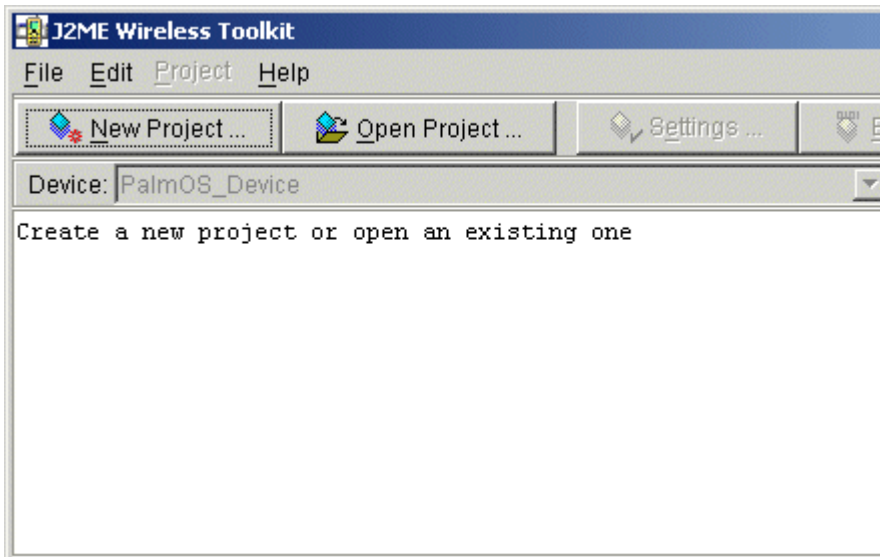 J2ME Wireless Toolkit
File Edit Project Help
New Project ... Open Project ... Settings ...
Device: PalmOS_Device
Create a new project or open an existing one